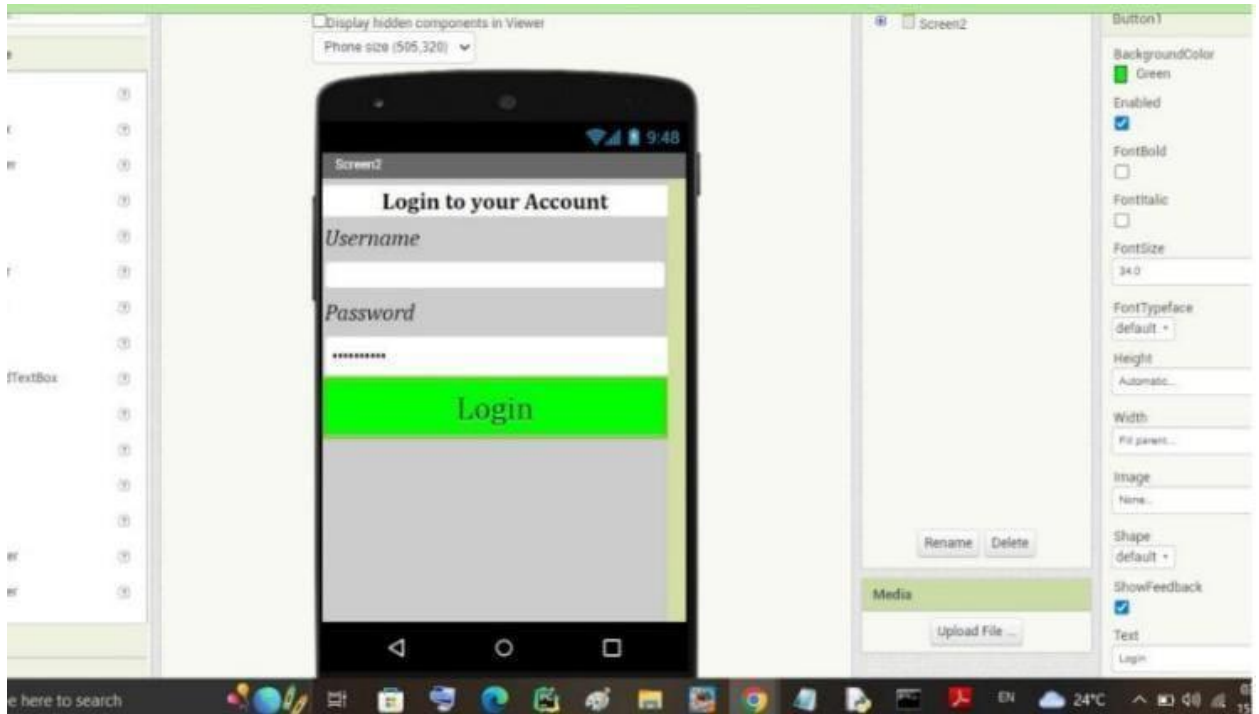 Display hidden components in Viewer
Phone size (505,320)
9:48
Screen2
Login to your Account
Username
Password
Login
dTextBox
Screen2
Rename Delete
Media
Upload File ...
Button1
BackgroundColor
Green
Enabled
FontBold
FontItalic
FontSize
34.0
FontTypeface
default
Height
Automatic...
Width
Fill parent...
Image
None...
Shape
default
ShowFeedback
Text
Login
e here to search
EN
24°C